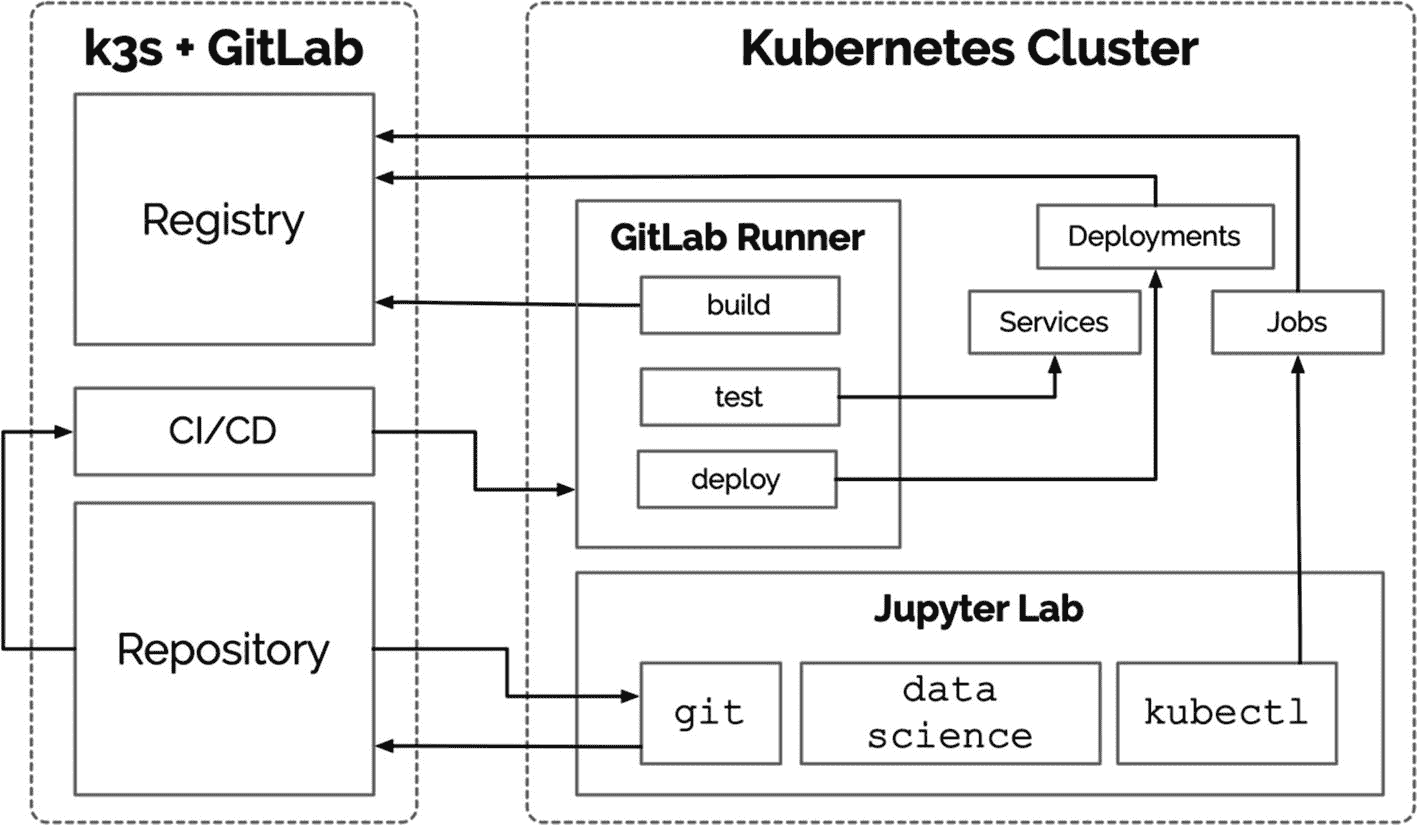 k3s + GitLab
Registry
CI/CD
Repository
Kubernetes Cluster
GitLab Runner
build
test
deploy
Deployments
Services
Jobs
Jupyter Lab
git
data
science
kubectl